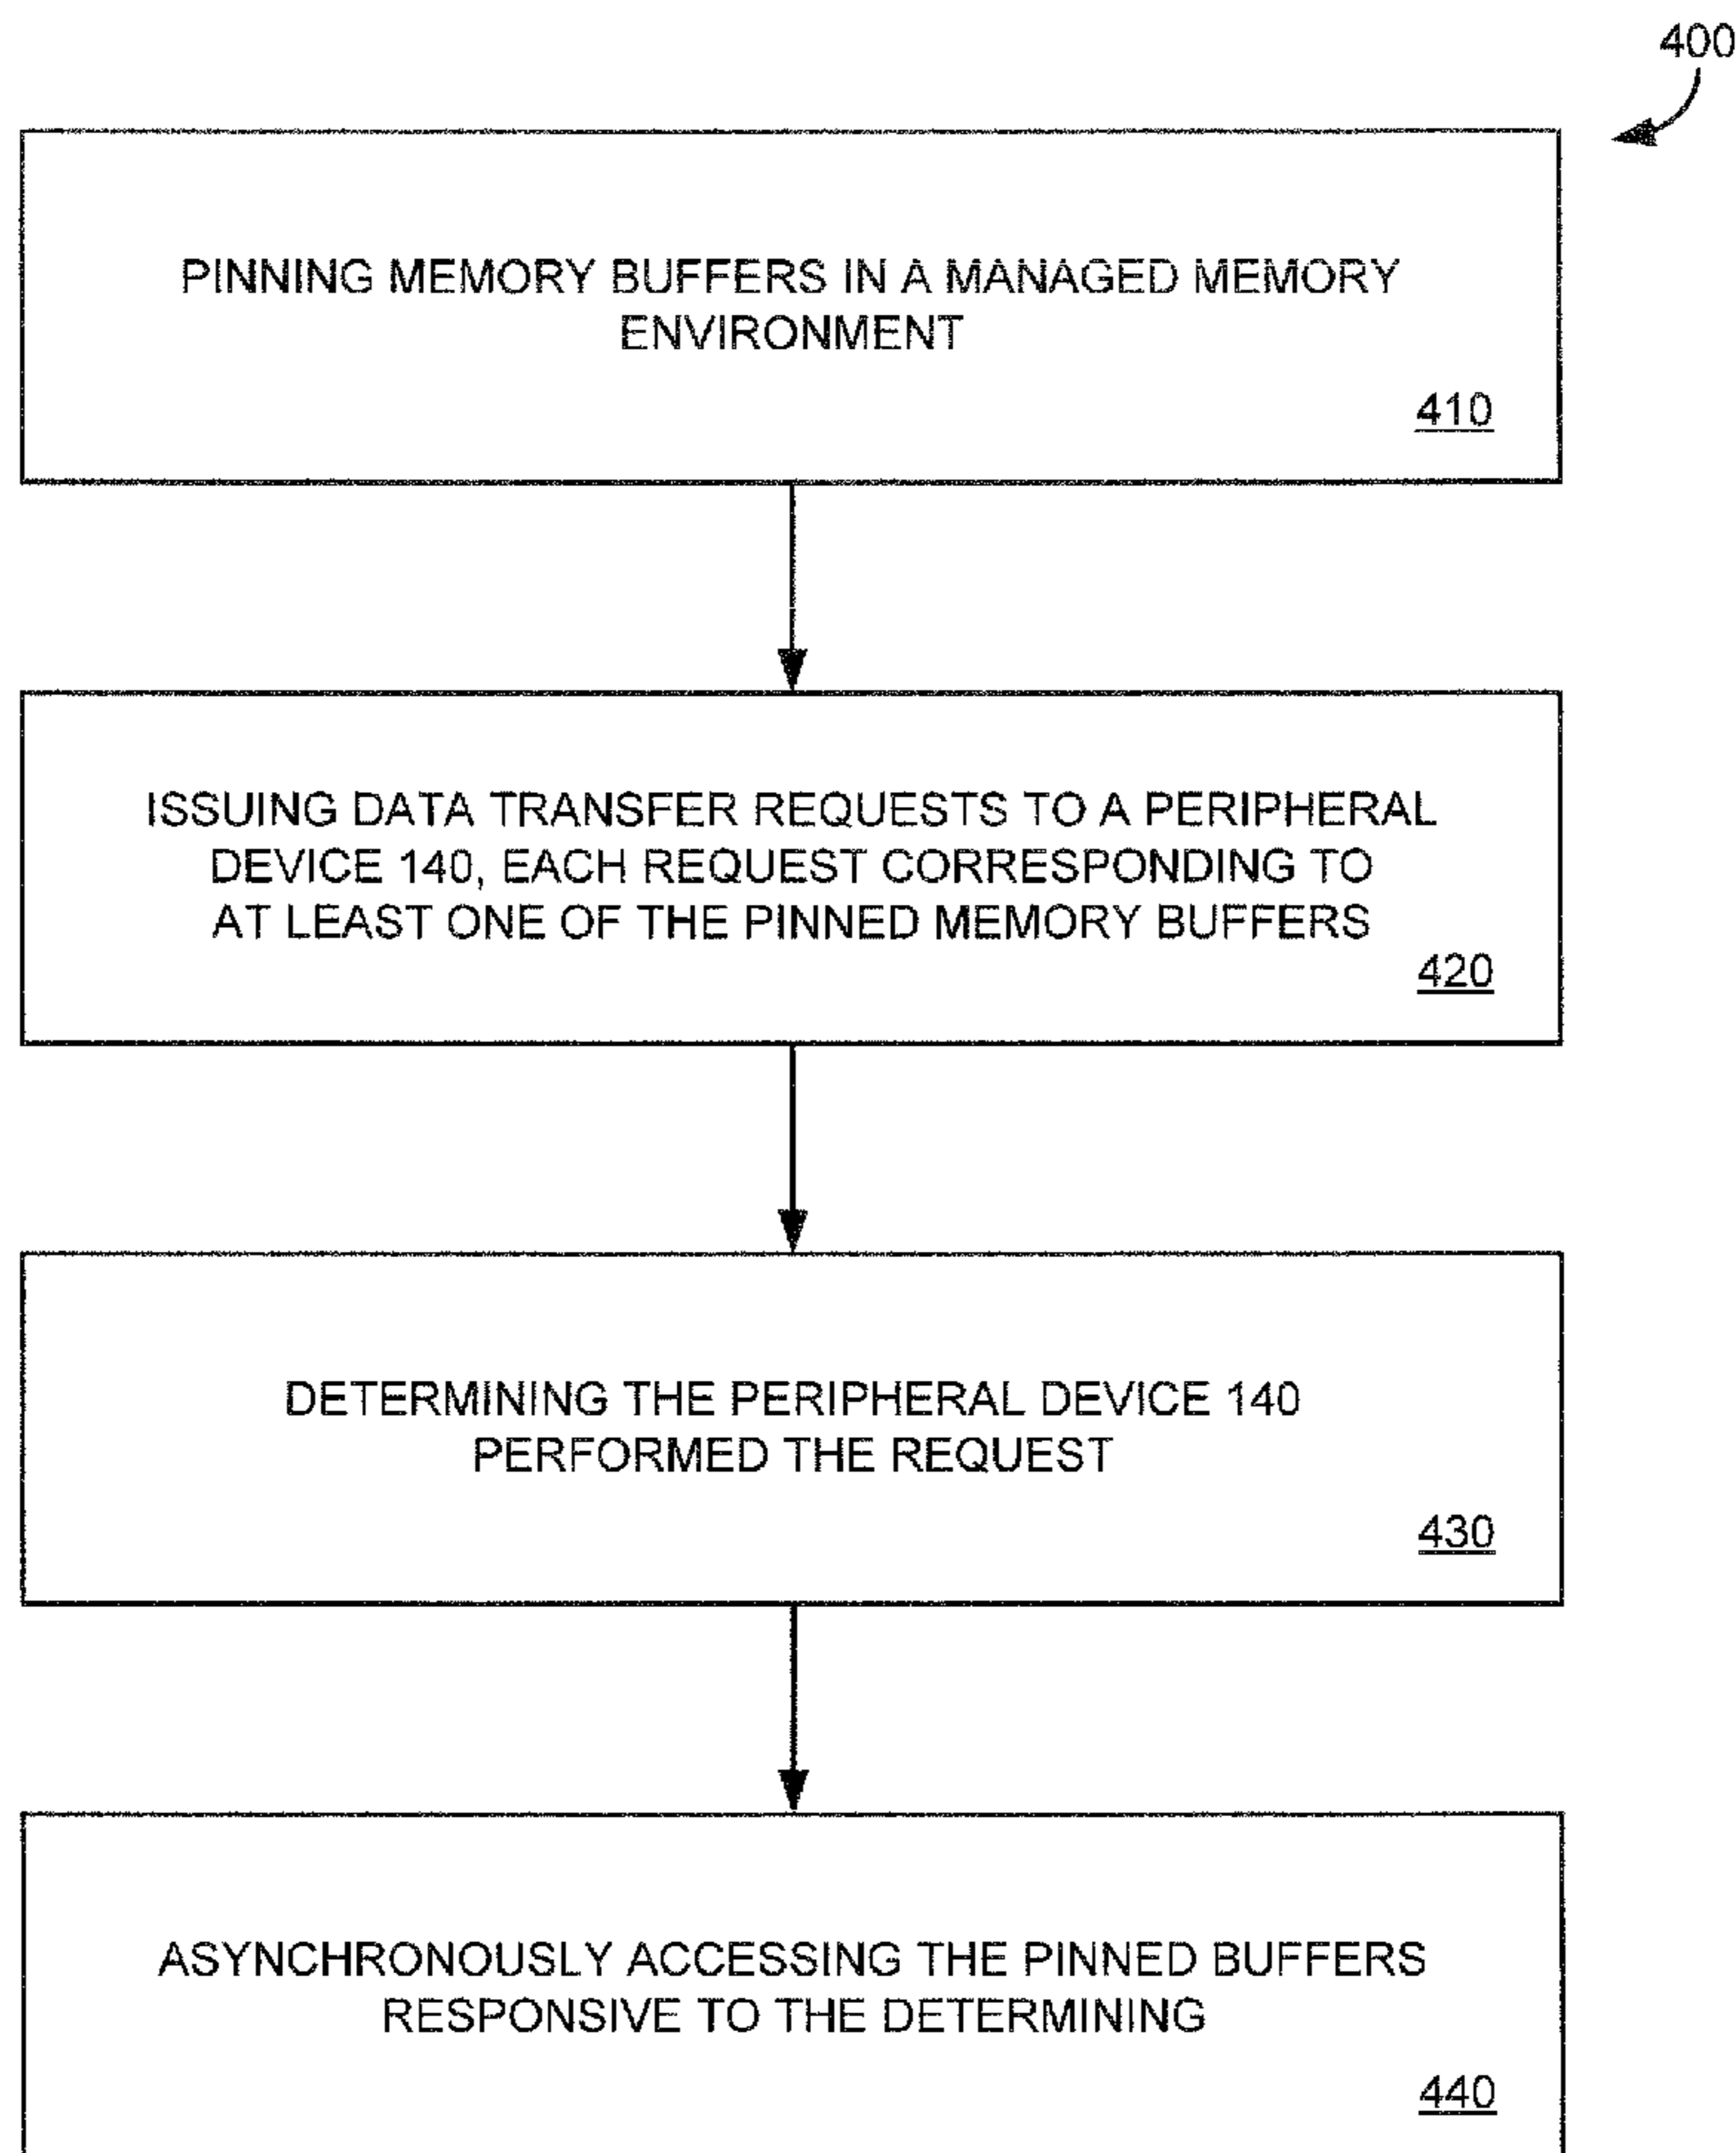 400
PINNING MEMORY BUFFERS IN A MANAGED MEMORY
ENVIRONMENT
410
ISSUING DATA TRANSFER REQUESTS TO A PERIPHERAL
DEVICE 140, EACH REQUEST CORRESPONDING TO
AT LEAST ONE OF THE PINNED MEMORY BUFFERS
420
DETERMINING THE PERIPHERAL DEVICE 140
PERFORMED THE REQUEST
430
ASYNCHRONOUSLY ACCESSING THE PINNED BUFFERS
RESPONSIVE TO THE DETERMINING
440